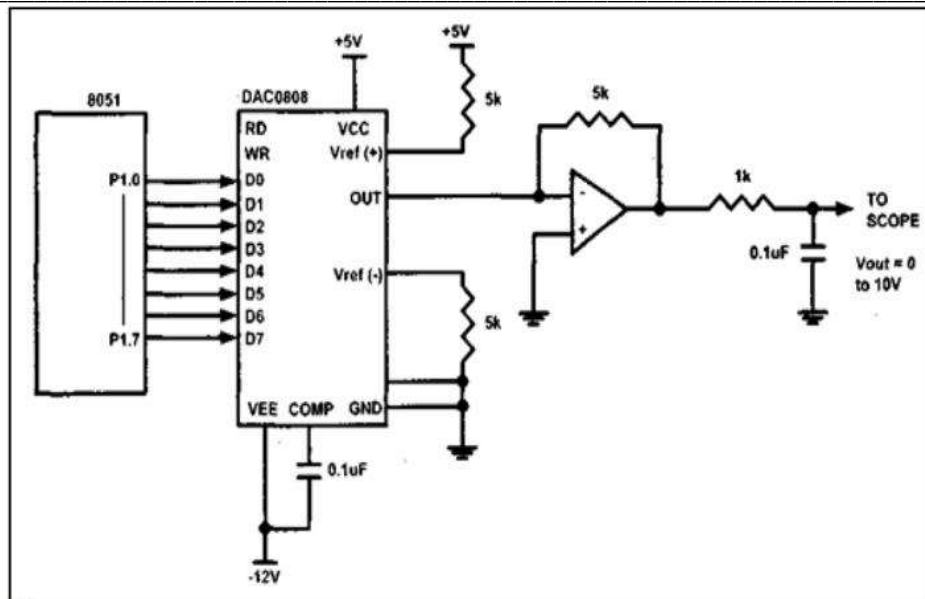 +5V
+5V
8051
DAC0808
5k
5k
RD
VCC
WR
Vref (+)
P1.0
D0
1k
D1
OUT
-
TO
SCOPE
D2
+
D3
0.1uF
D4
Vref (-)
Vout = 0
to 10V
D5
5k
D6
P1.7
D7
VEE
COMP
GND
0.1uF
-12V